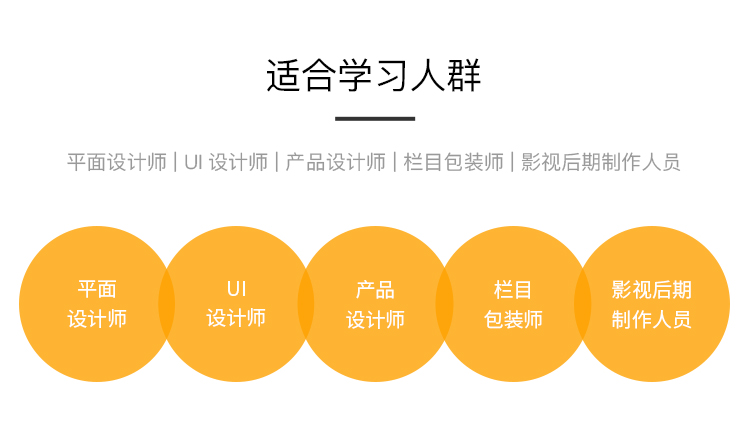 适合学习人群
平面设计师 | UI 设计师 | 产品设计师 | 栏目包装师 | 影视后期制作人员
平面
设计师
UI
设计师
产品
设计师
栏目
包装师
影视后期
制作人员